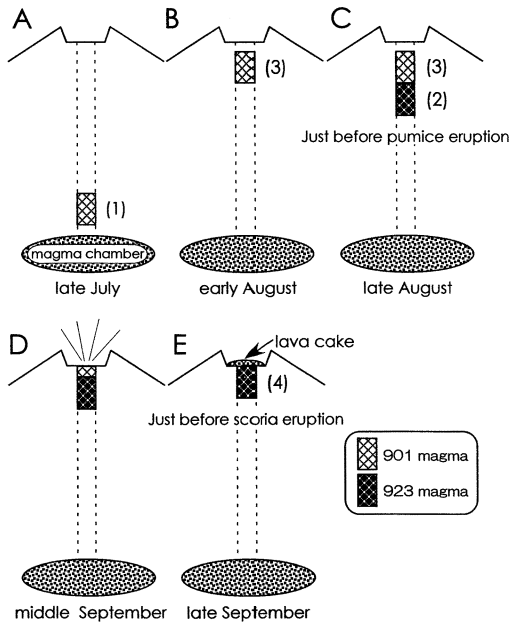 A
B
C
(3)
(3)
(2)
Just before pumice eruption
(1)
magma chamber
late July
early August
late August
D
E
lava cake
(4)
Just before scoria eruption
901 magma
923 magma
middle September
late September